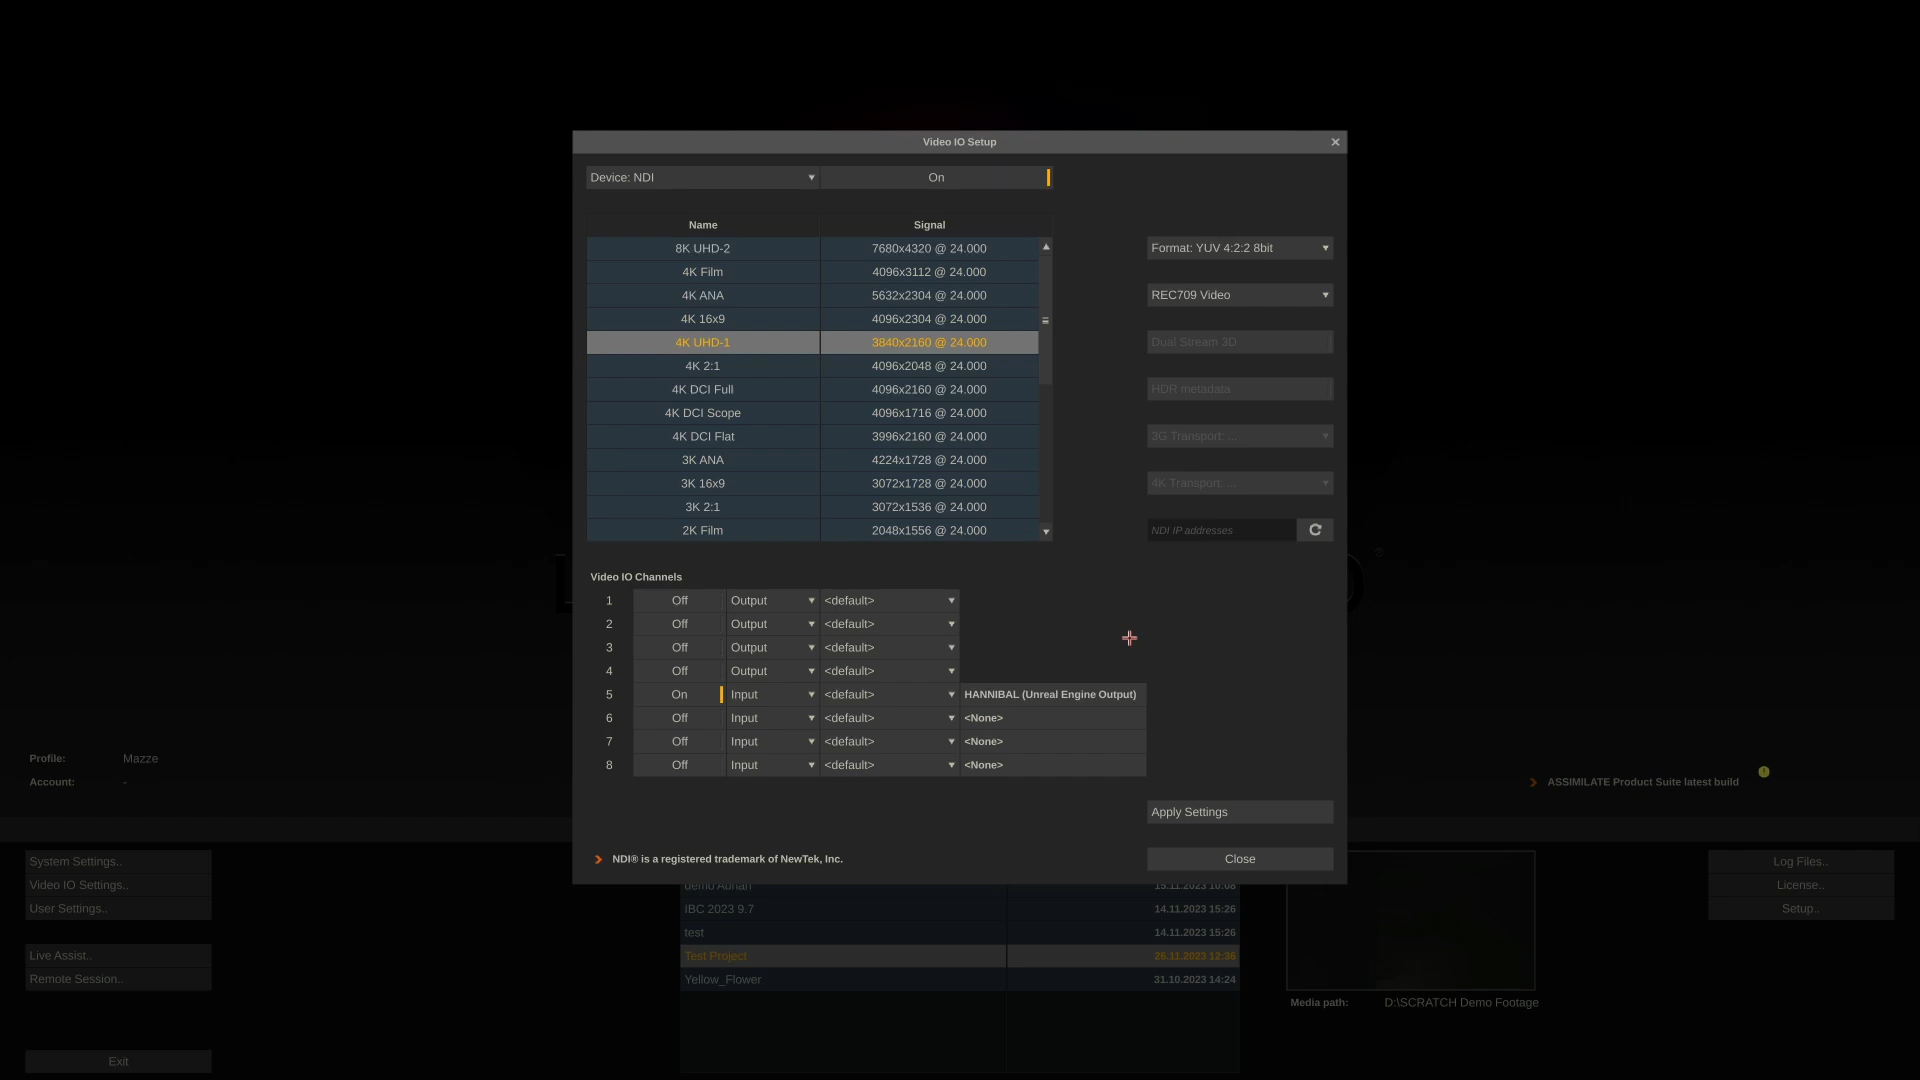 Video IO Setup
Device: NDI
On
Name Signal
8K UHD-2 7680x4320 @ 24.000
4K Film 4096x3112 @ 24.000
4K ANA 5632x2304 @ 24.000
4K 16x9 4096x2304 @ 24.000
4K UHD-1 3840x2160 @ 24.000
4K 2:1 4096x2048 @ 24.000
4K DCI Full 4096x2160 @ 24.000
4K DCI Scope 4096x1716 @ 24.000
4K DCI Flat 3996x2160 @ 24.000
3K ANA 4224x1728 @ 24.000
3K 16x9 3072x1728 @ 24.000
3K 2:1 3072x1536 @ 24.000
2K Film 2048x1556 @ 24.000
Format: YUV 4:2:2 8bit
REC709 Video
Dual Stream 3D
HDR metadata
3G Transport: ...
4K Transport: ...
NDI IP addresses
Video IO Channels
1 Off Output <default>
2 Off Output <default>
3 Off Output <default>
4 Off Output <default>
5 On Input <default> HANNIBAL (Unreal Engine Output)
6 Off Input <default> <None>
7 Off Input <default> <None>
8 Off Input <default> <None>
Apply Settings
NDI® is a registered trademark of NewTek, Inc.
Close
Profile: Mazze
Account: -
ASSIMILATE Product Suite latest build
System Settings..
Video IO Settings..
User Settings..
Live Assist..
Remote Session..
Exit
demo Adrian 15.11.2023 10:08
IBC 2023 9.7 14.11.2023 15:26
test 14.11.2023 15:26
Test Project 26.11.2023 12:36
Yellow_Flower 31.10.2023 14:24
Media path: D:\SCRATCH Demo Footage
Log Files..
License..
Setup..